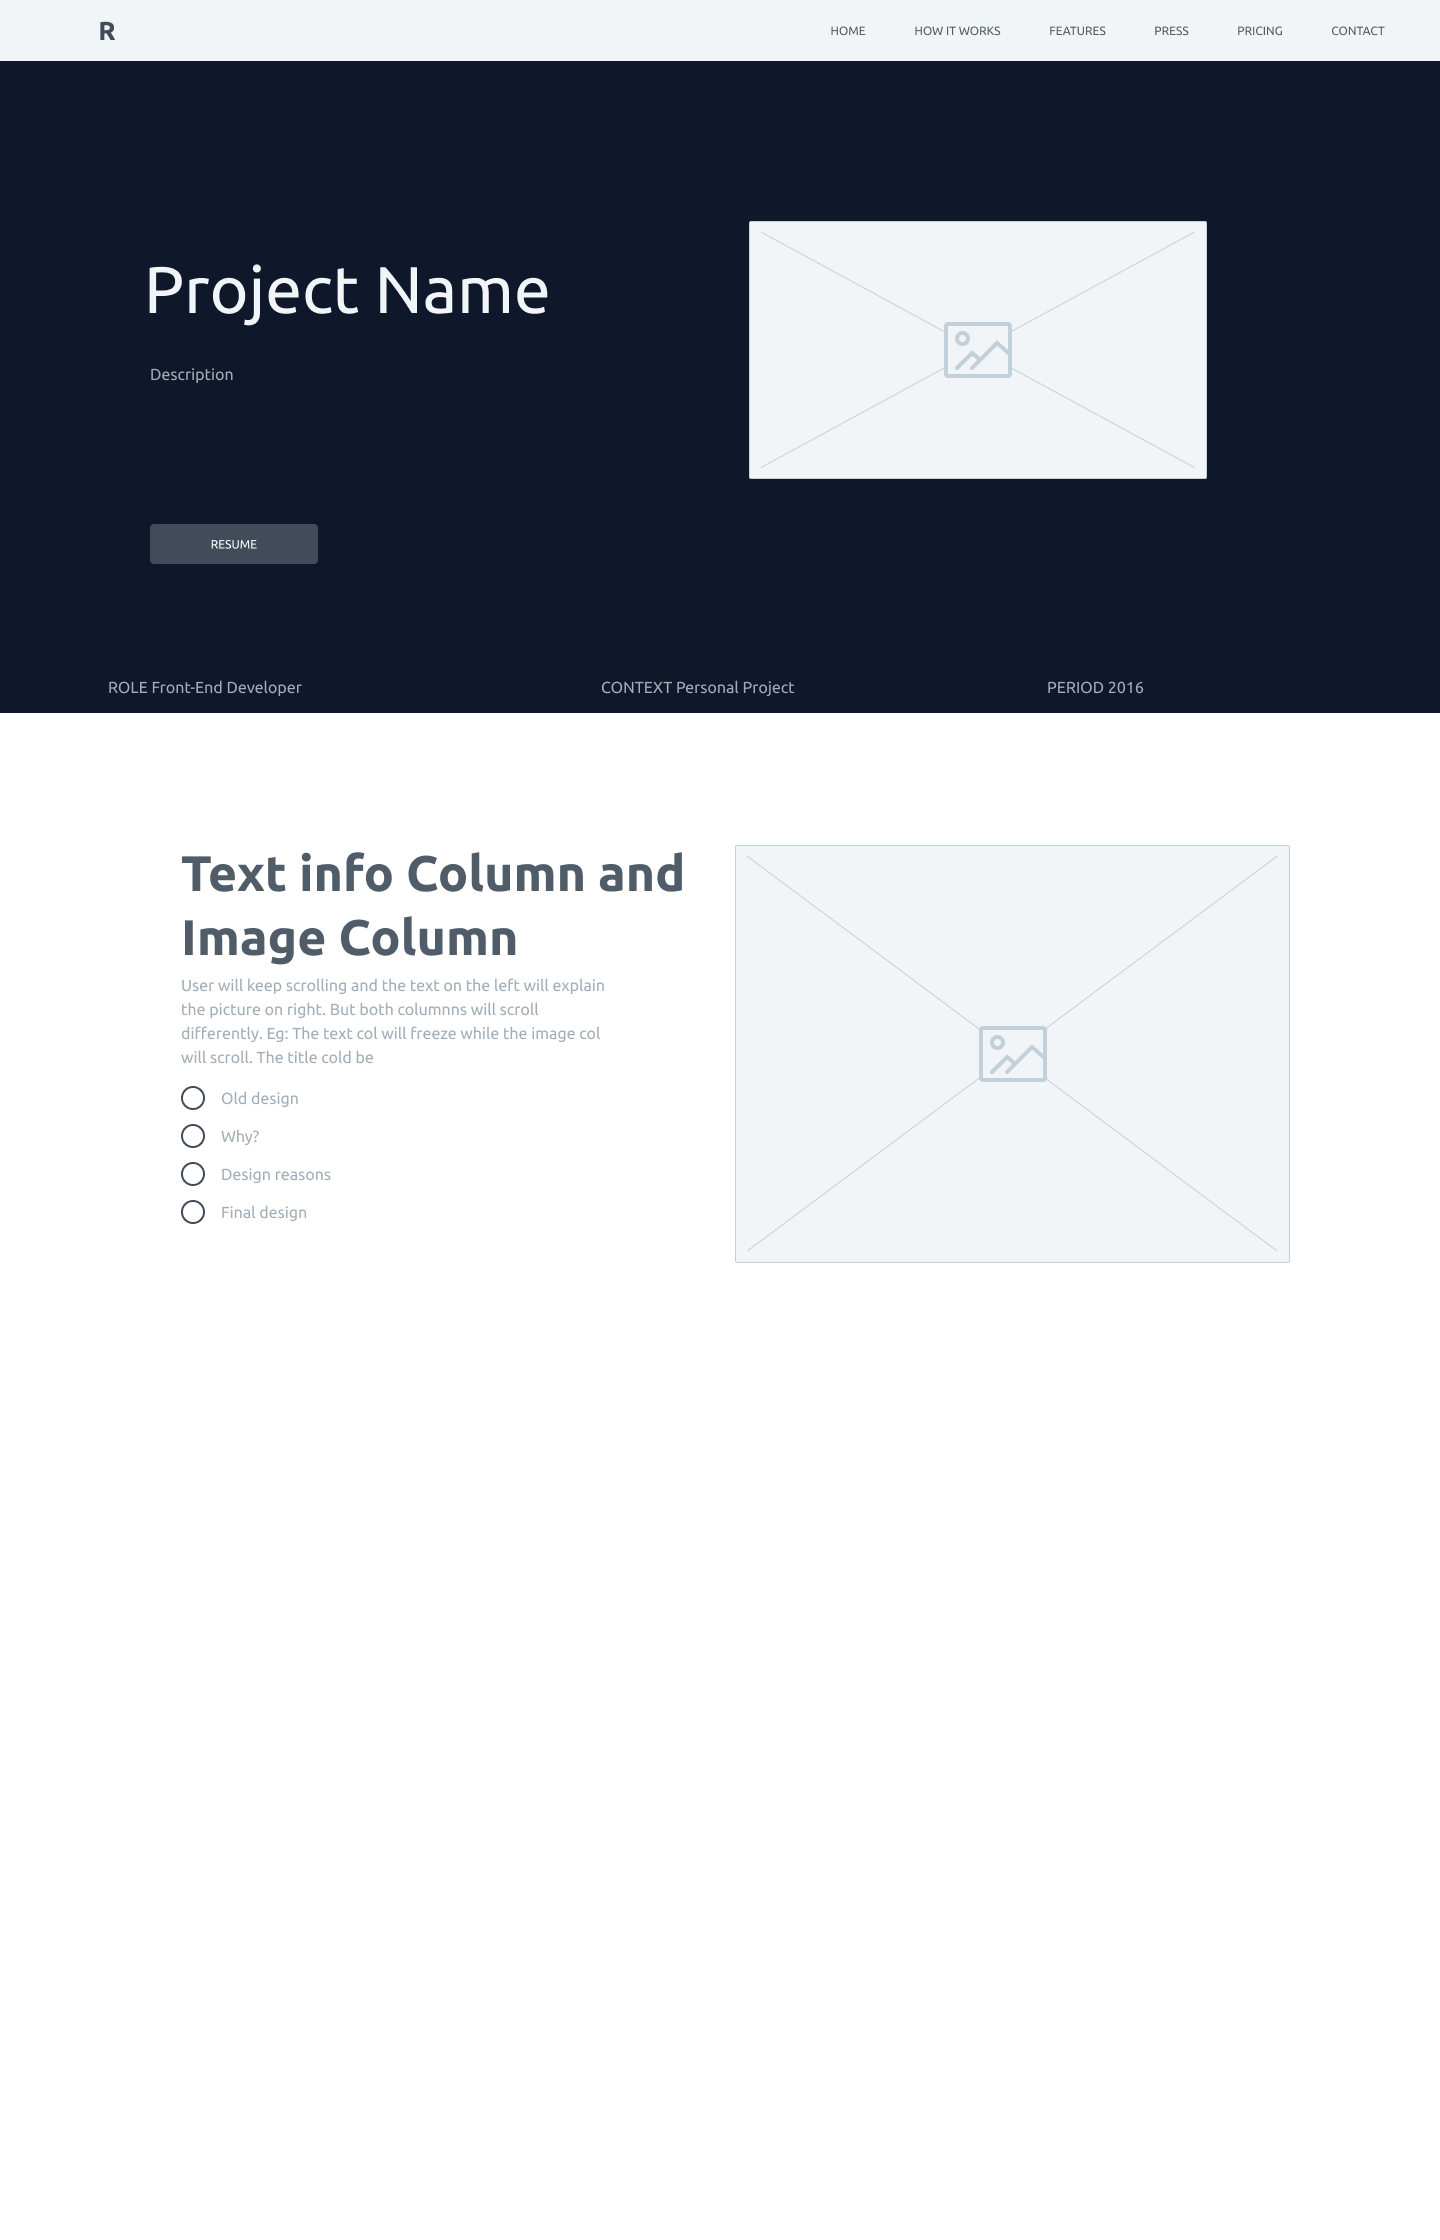 R
HOME HOW IT WORKS FEATURES PRESS PRICING CONTACT
Project Name
Description
RESUME
ROLE Front-End Developer CONTEXT Personal Project PERIOD 2016
Text info Column and
Image Column
User will keep scrolling and the text on the left will explain
the picture on right. But both columnns will scroll
differently. Eg: The text col will freeze while the image col
will scroll. The title cold be
Old design
Why?
Design reasons
Final design